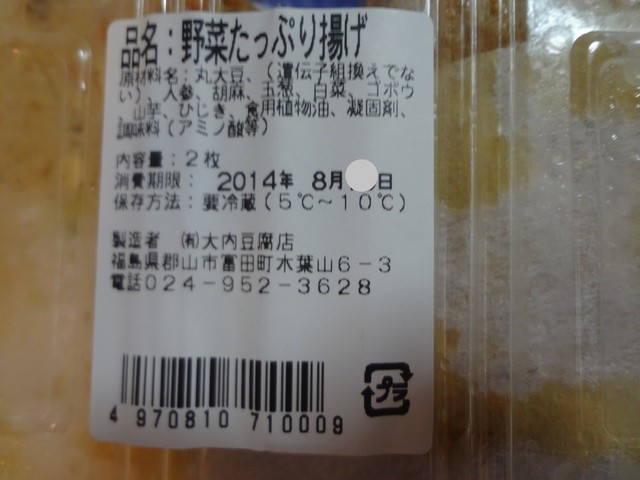 品名:野菜たっぷり揚げ
原材料名:丸大豆、(遺伝子組換えでな
い)、人参、胡麻、玉葱、白菜、ゴボウ
、山芋、ひじき、食用植物油、凝固剤、
調味料(アミノ酸等)
内容量:2枚
消費期限: 2014年 8月 日
保存方法:要冷蔵(5℃〜10℃)
製造者 ㈲大内豆腐店
福島県郡山市富田町木葉山6-3
電話024-952-3628
プラ
4 970810 710009